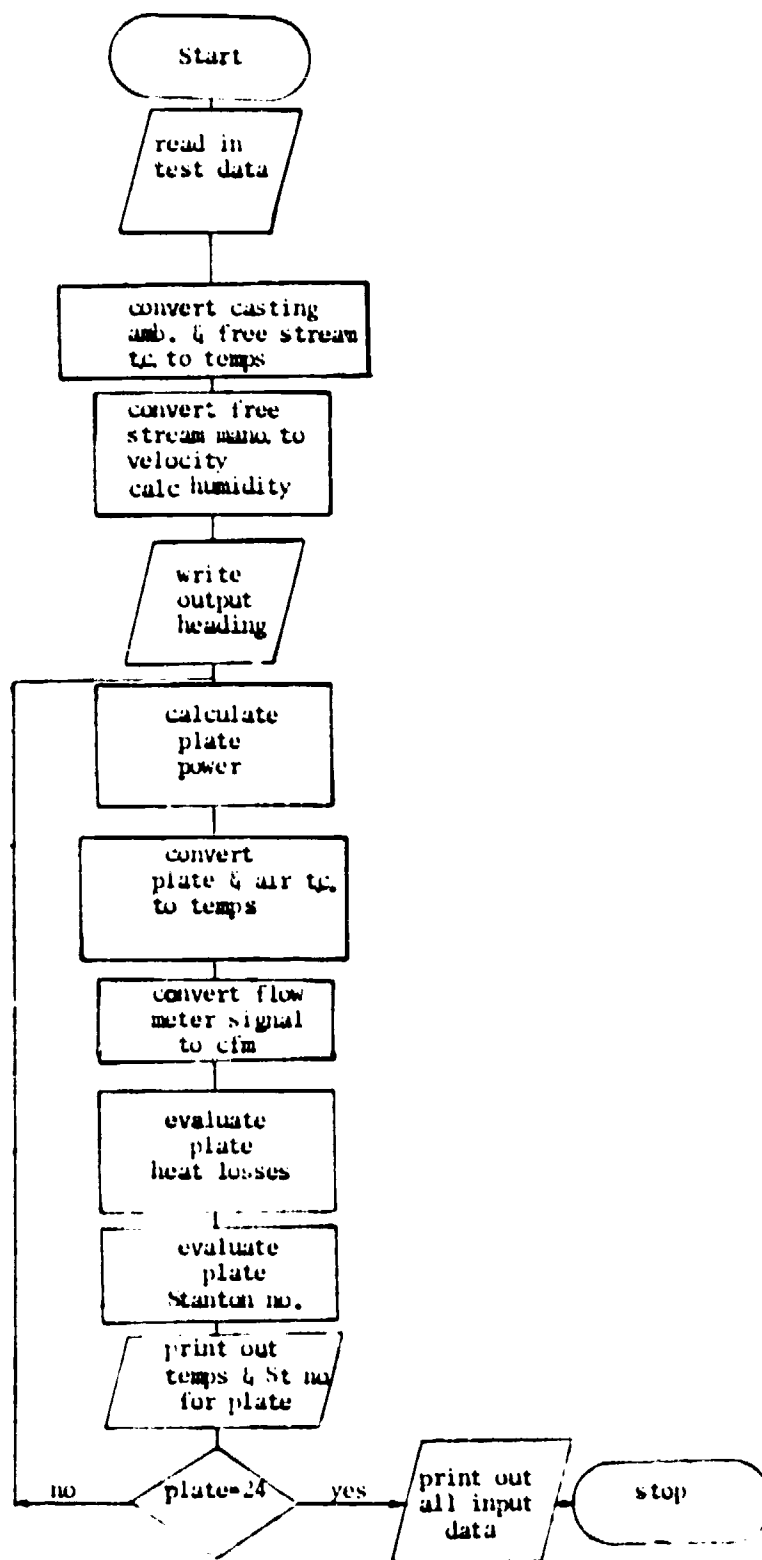 Start
read in
test data
convert casting
amb. & free stream
t.c. to temps
convert free
stream mano. to
velocity
calc humidity
write
output
heading
calculate
plate
power
convert
plate & air t.c.
to temps
convert flow
meter signal
to cfm
evaluate
plate
heat losses
evaluate
plate
Stanton no.
print out
temps & St no
for plate
plate=24
no
yes
print out
all input
data
stop